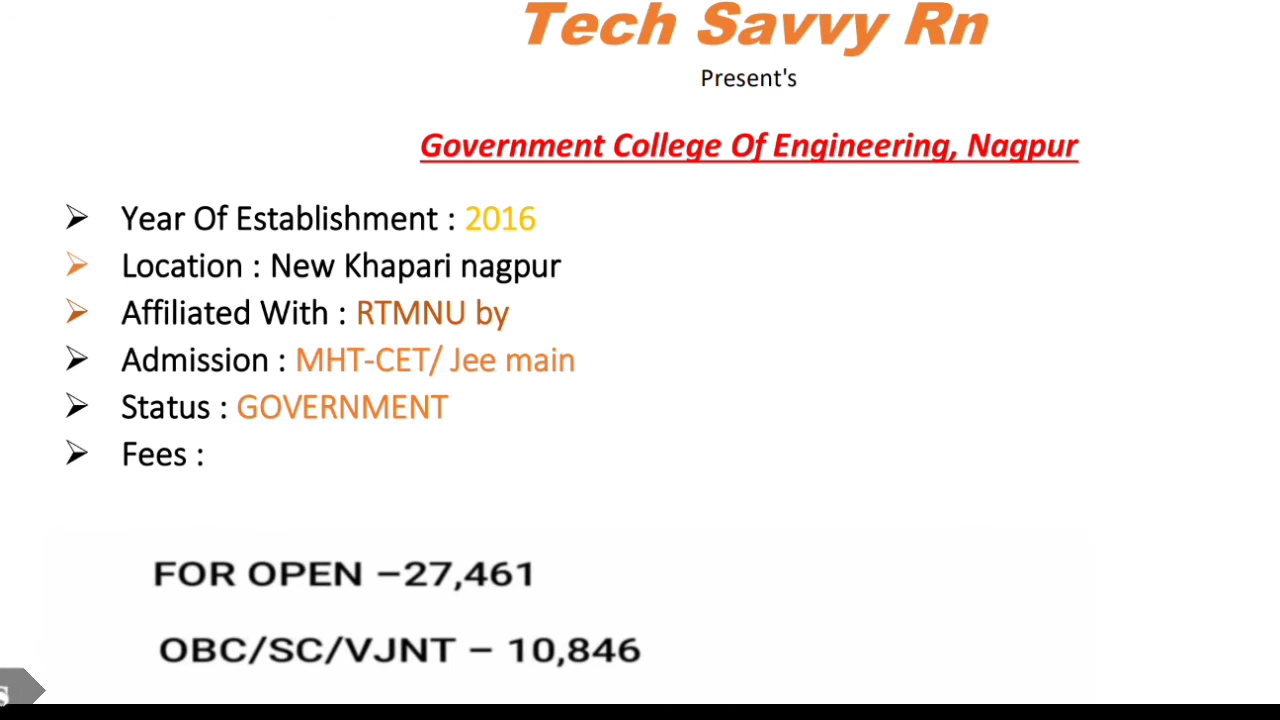 Tech Savvy Rn
Present's
Government College Of Engineering, Nagpur
➢ Year Of Establishment : 2016
➢ Location : New Khapari nagpur
➢ Affiliated With : RTMNU by
➢ Admission : MHT-CET/ Jee main
➢ Status : GOVERNMENT
➢ Fees :
FOR OPEN –27,461
OBC/SC/VJNT – 10,846